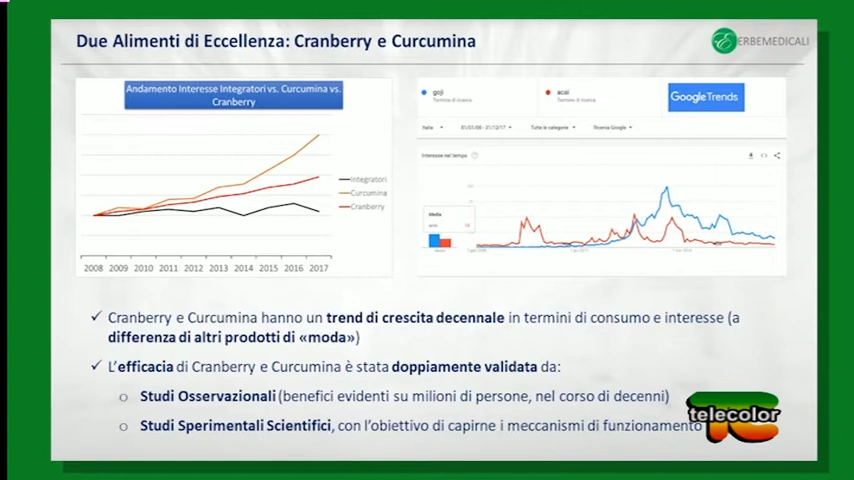 Due Alimenti di Eccellenza: Cranberry e Curcumina
ERBEMEDICALI
Andamento Interesse Integratori vs. Curcumina vs.
Cranberry
Integratori
Curcumina
Cranberry
2008 2009 2010 2011 2012 2013 2014 2015 2016 2017
goji
Termine di ricerca
acai
Termine di ricerca
Google Trends
Italia
01/01/08 - 31/12/17
Tutte le categorie
Ricerca Google
Interesse nel tempo
Media
acai
✓ Cranberry e Curcumina hanno un trend di crescita decennale in termini di consumo e interesse (a
differenza di altri prodotti di «moda»)
✓ L'efficacia di Cranberry e Curcumina è stata doppiamente validata da:
o Studi Osservazionali (benefici evidenti su milioni di persone, nel corso di decenni)
o Studi Sperimentali Scientifici, con l'obiettivo di capirne i meccanismi di funzionamento
telecolor